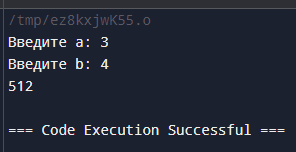 /tmp/ez8kxjwK55.o
Введите a: 3
Введите b: 4
512
=== Code Execution Successful ===